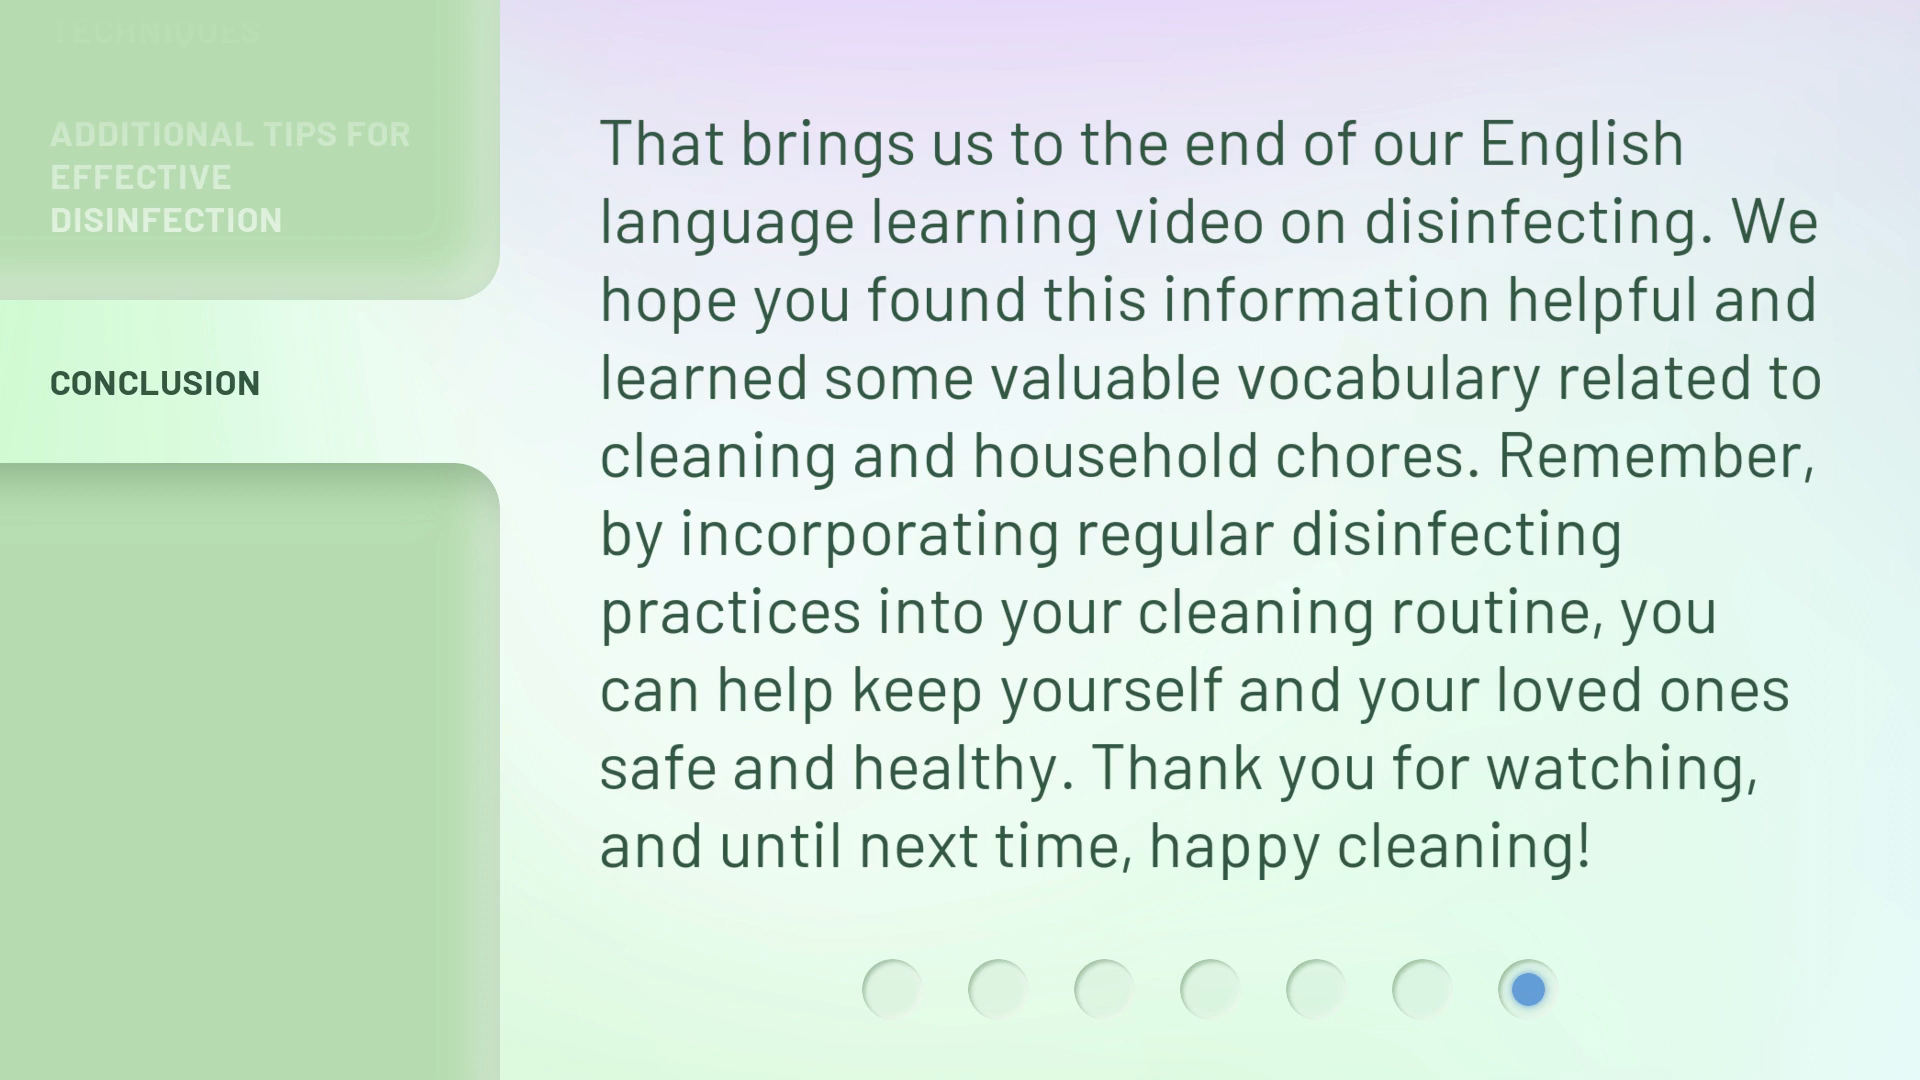 TECHNIQUES
ADDITIONAL TIPS FOR
EFFECTIVE
DISINFECTION
CONCLUSION
That brings us to the end of our English
language learning video on disinfecting. We
hope you found this information helpful and
learned some valuable vocabulary related to
cleaning and household chores. Remember,
by incorporating regular disinfecting
practices into your cleaning routine, you
can help keep yourself and your loved ones
safe and healthy. Thank you for watching,
and until next time, happy cleaning!